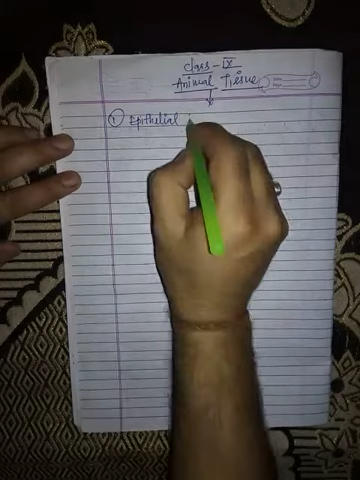 Class - IX
Animal Tissue
① Epithelial